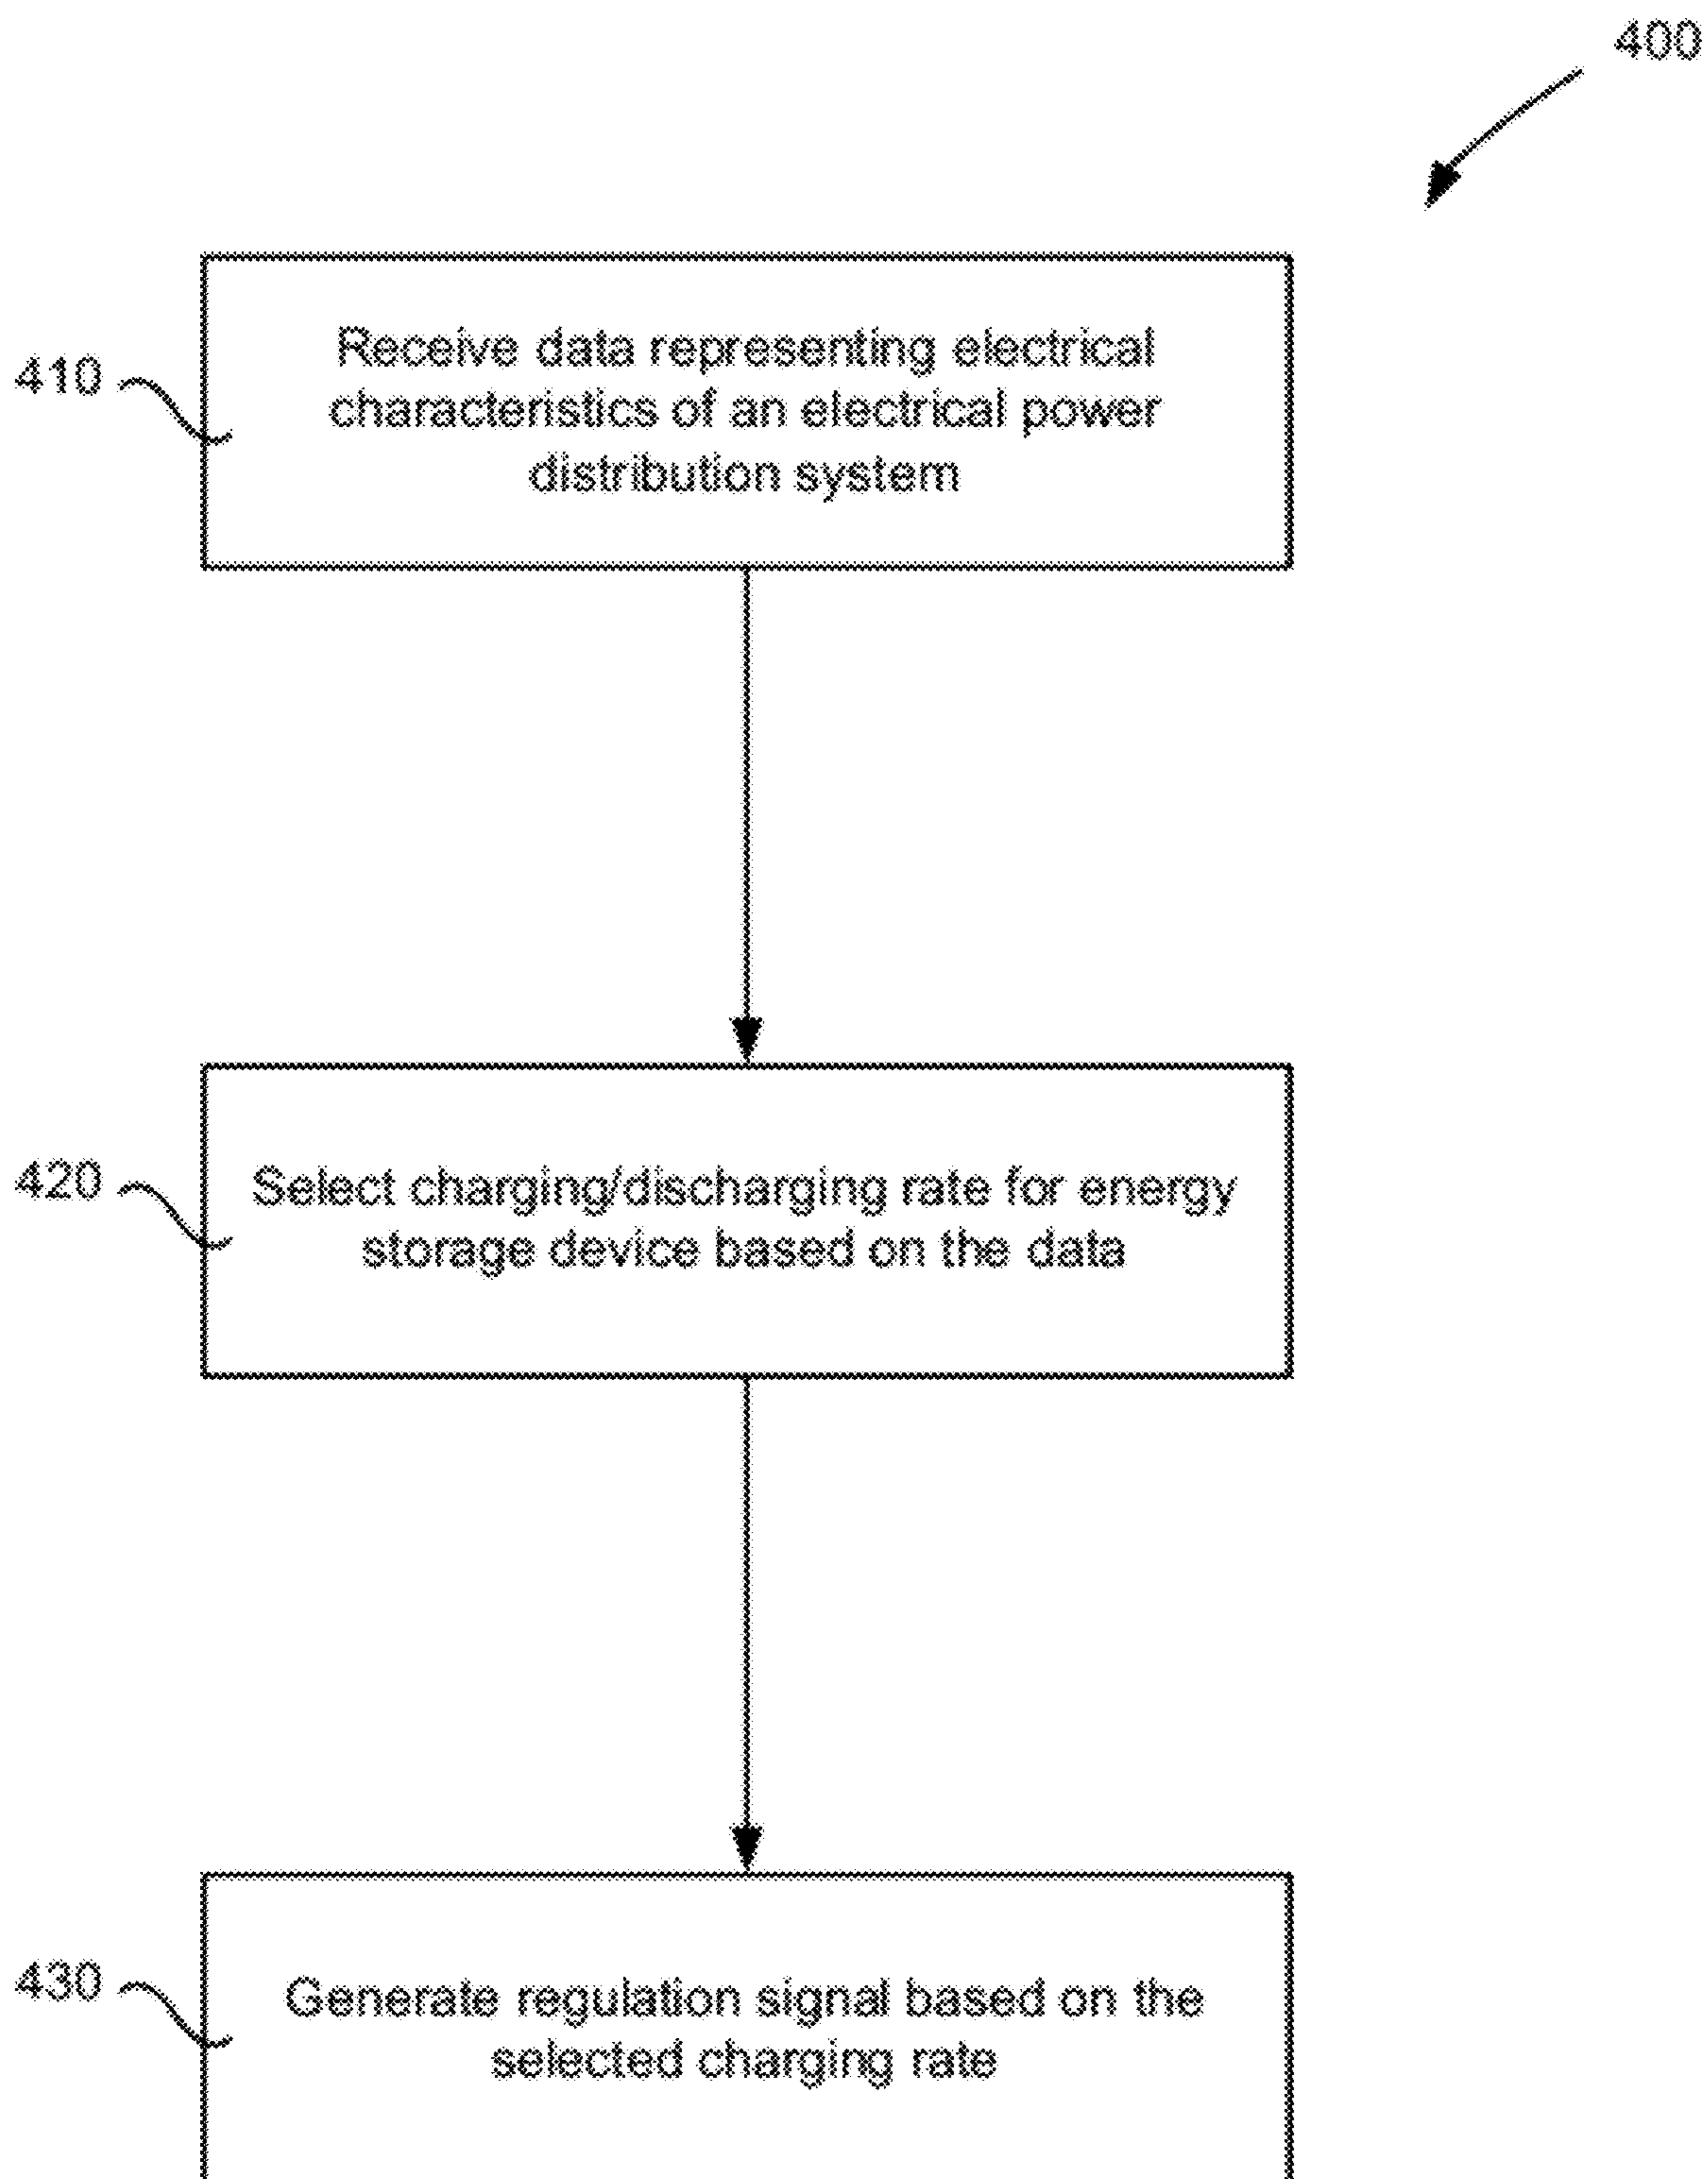 400
410
Receive data representing electrical
characteristics of an electrical power
distribution system
420
Select charging/discharging rate for energy
storage device based on the data
430
Generate regulation signal based on the
selected charging rate